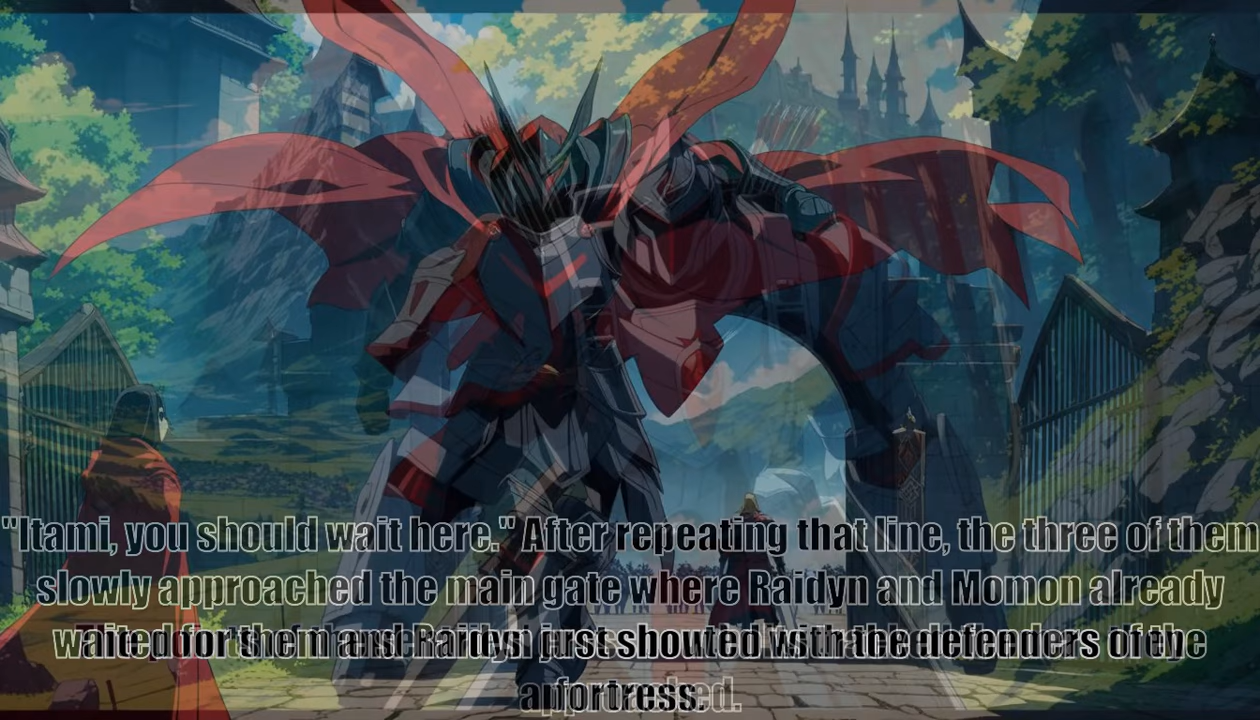 "Itami, you should wait here." After repeating that line, the three of them
slowly approached the main gate where Raidyn and Momon already
waited for them and Raidyn just shouted with the defenders of the
fortress.